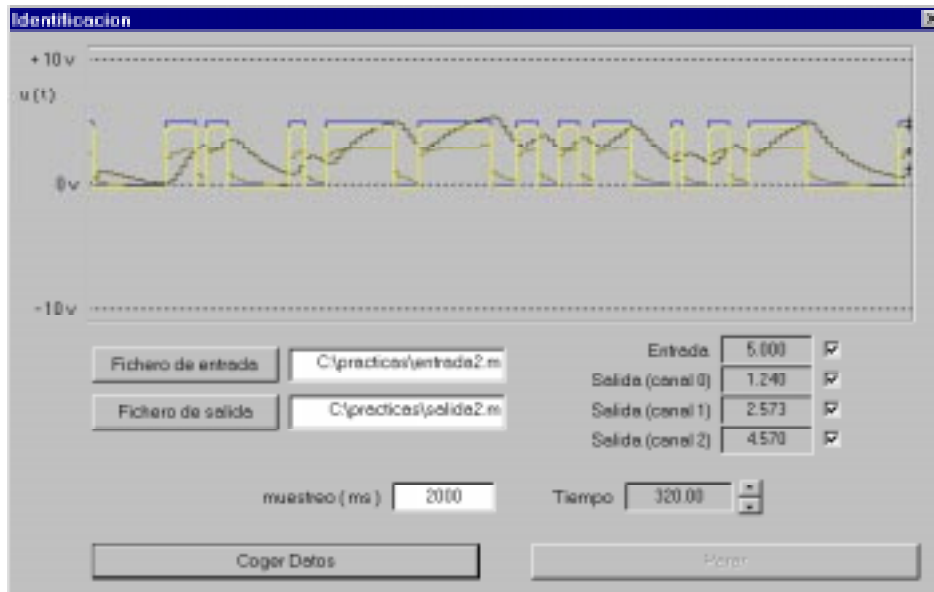 Identificacion
+10v
u(t)
0v
-10v
Fichero de entrada
C:\practicas\entrada2.m
Fichero de salida
C:\practicas\salida2.m
Entrada 5.000
Salida (canal 0) 1.240
Salida (canal 1) 2.573
Salida (canal 2) 4.570
muestreo (ms) 2000
Tiempo 320.00
Coger Datos
Parar